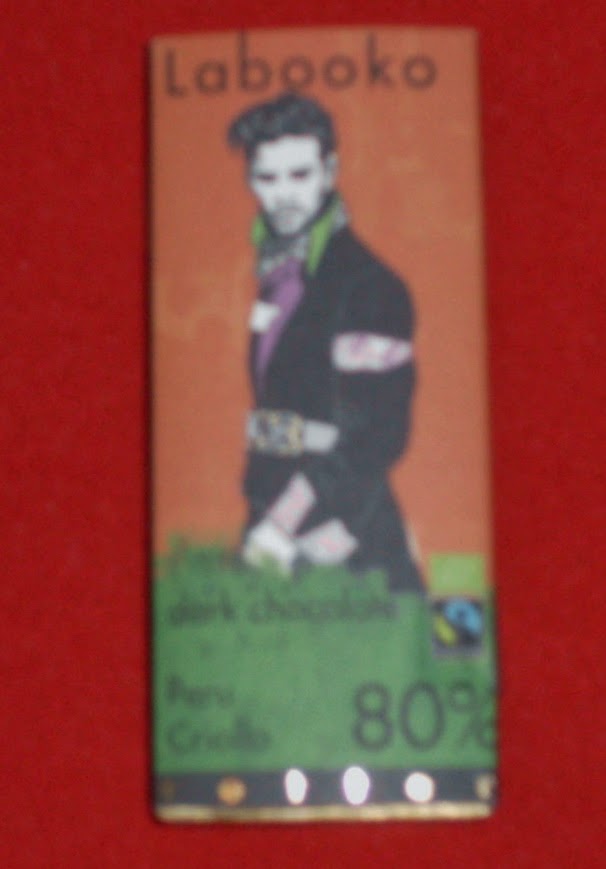 Labooko
dark chocolate
Peru
Criollo
80%